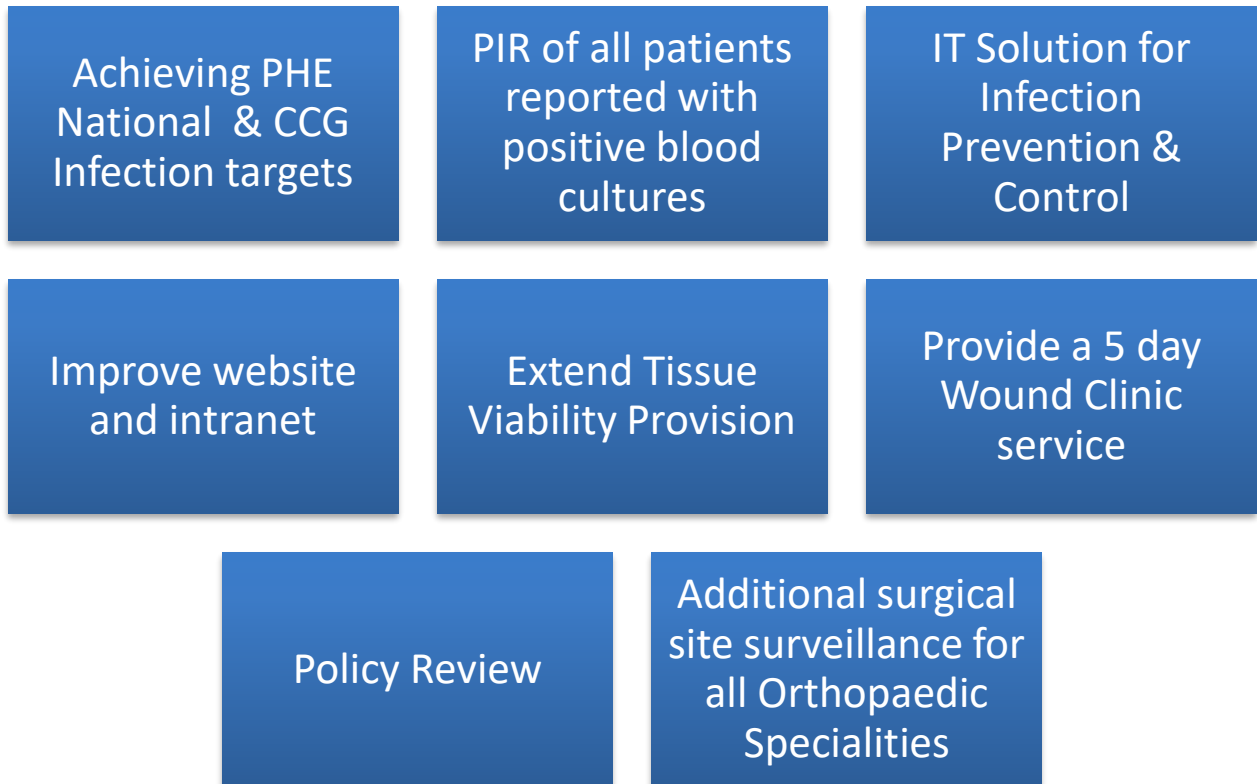 Achieving PHE
National & CCG
Infection targets
PIR of all patients
reported with
positive blood
cultures
IT Solution for
Infection
Prevention &
Control
Improve website
and intranet
Extend Tissue
Viability Provision
Provide a 5 day
Wound Clinic
service
Policy Review
Additional surgical
site surveillance for
all Orthopaedic
Specialities